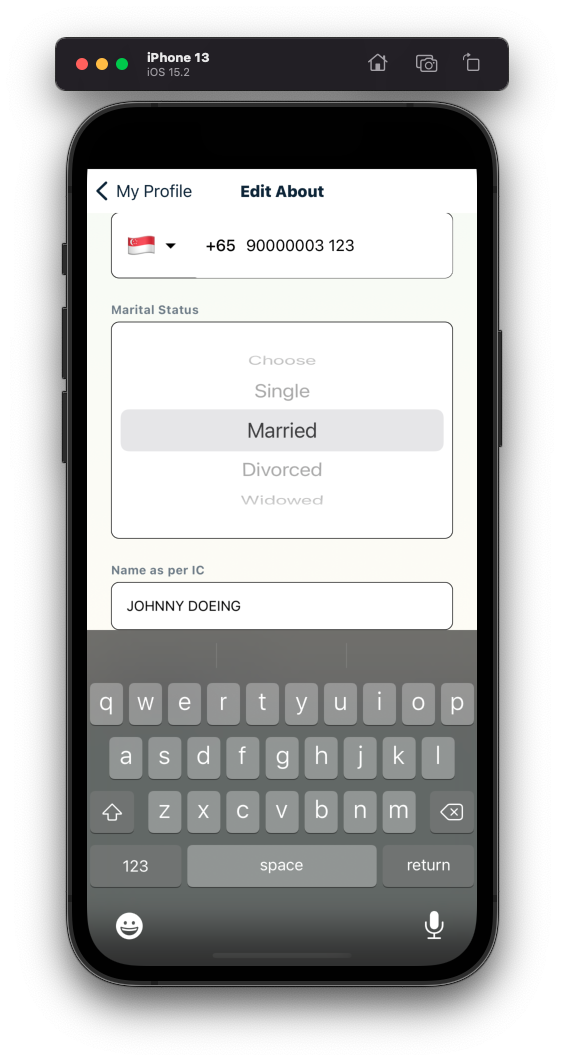 iPhone 13
iOS 15.2
My Profile
Edit About
+65 90000003 123
Marital Status
Choose
Single
Married
Divorced
Widowed
Name as per IC
JOHNNY DOEING
q w e r t y u i o p
a s d f g h j k l
z x c v b n m
123 space return